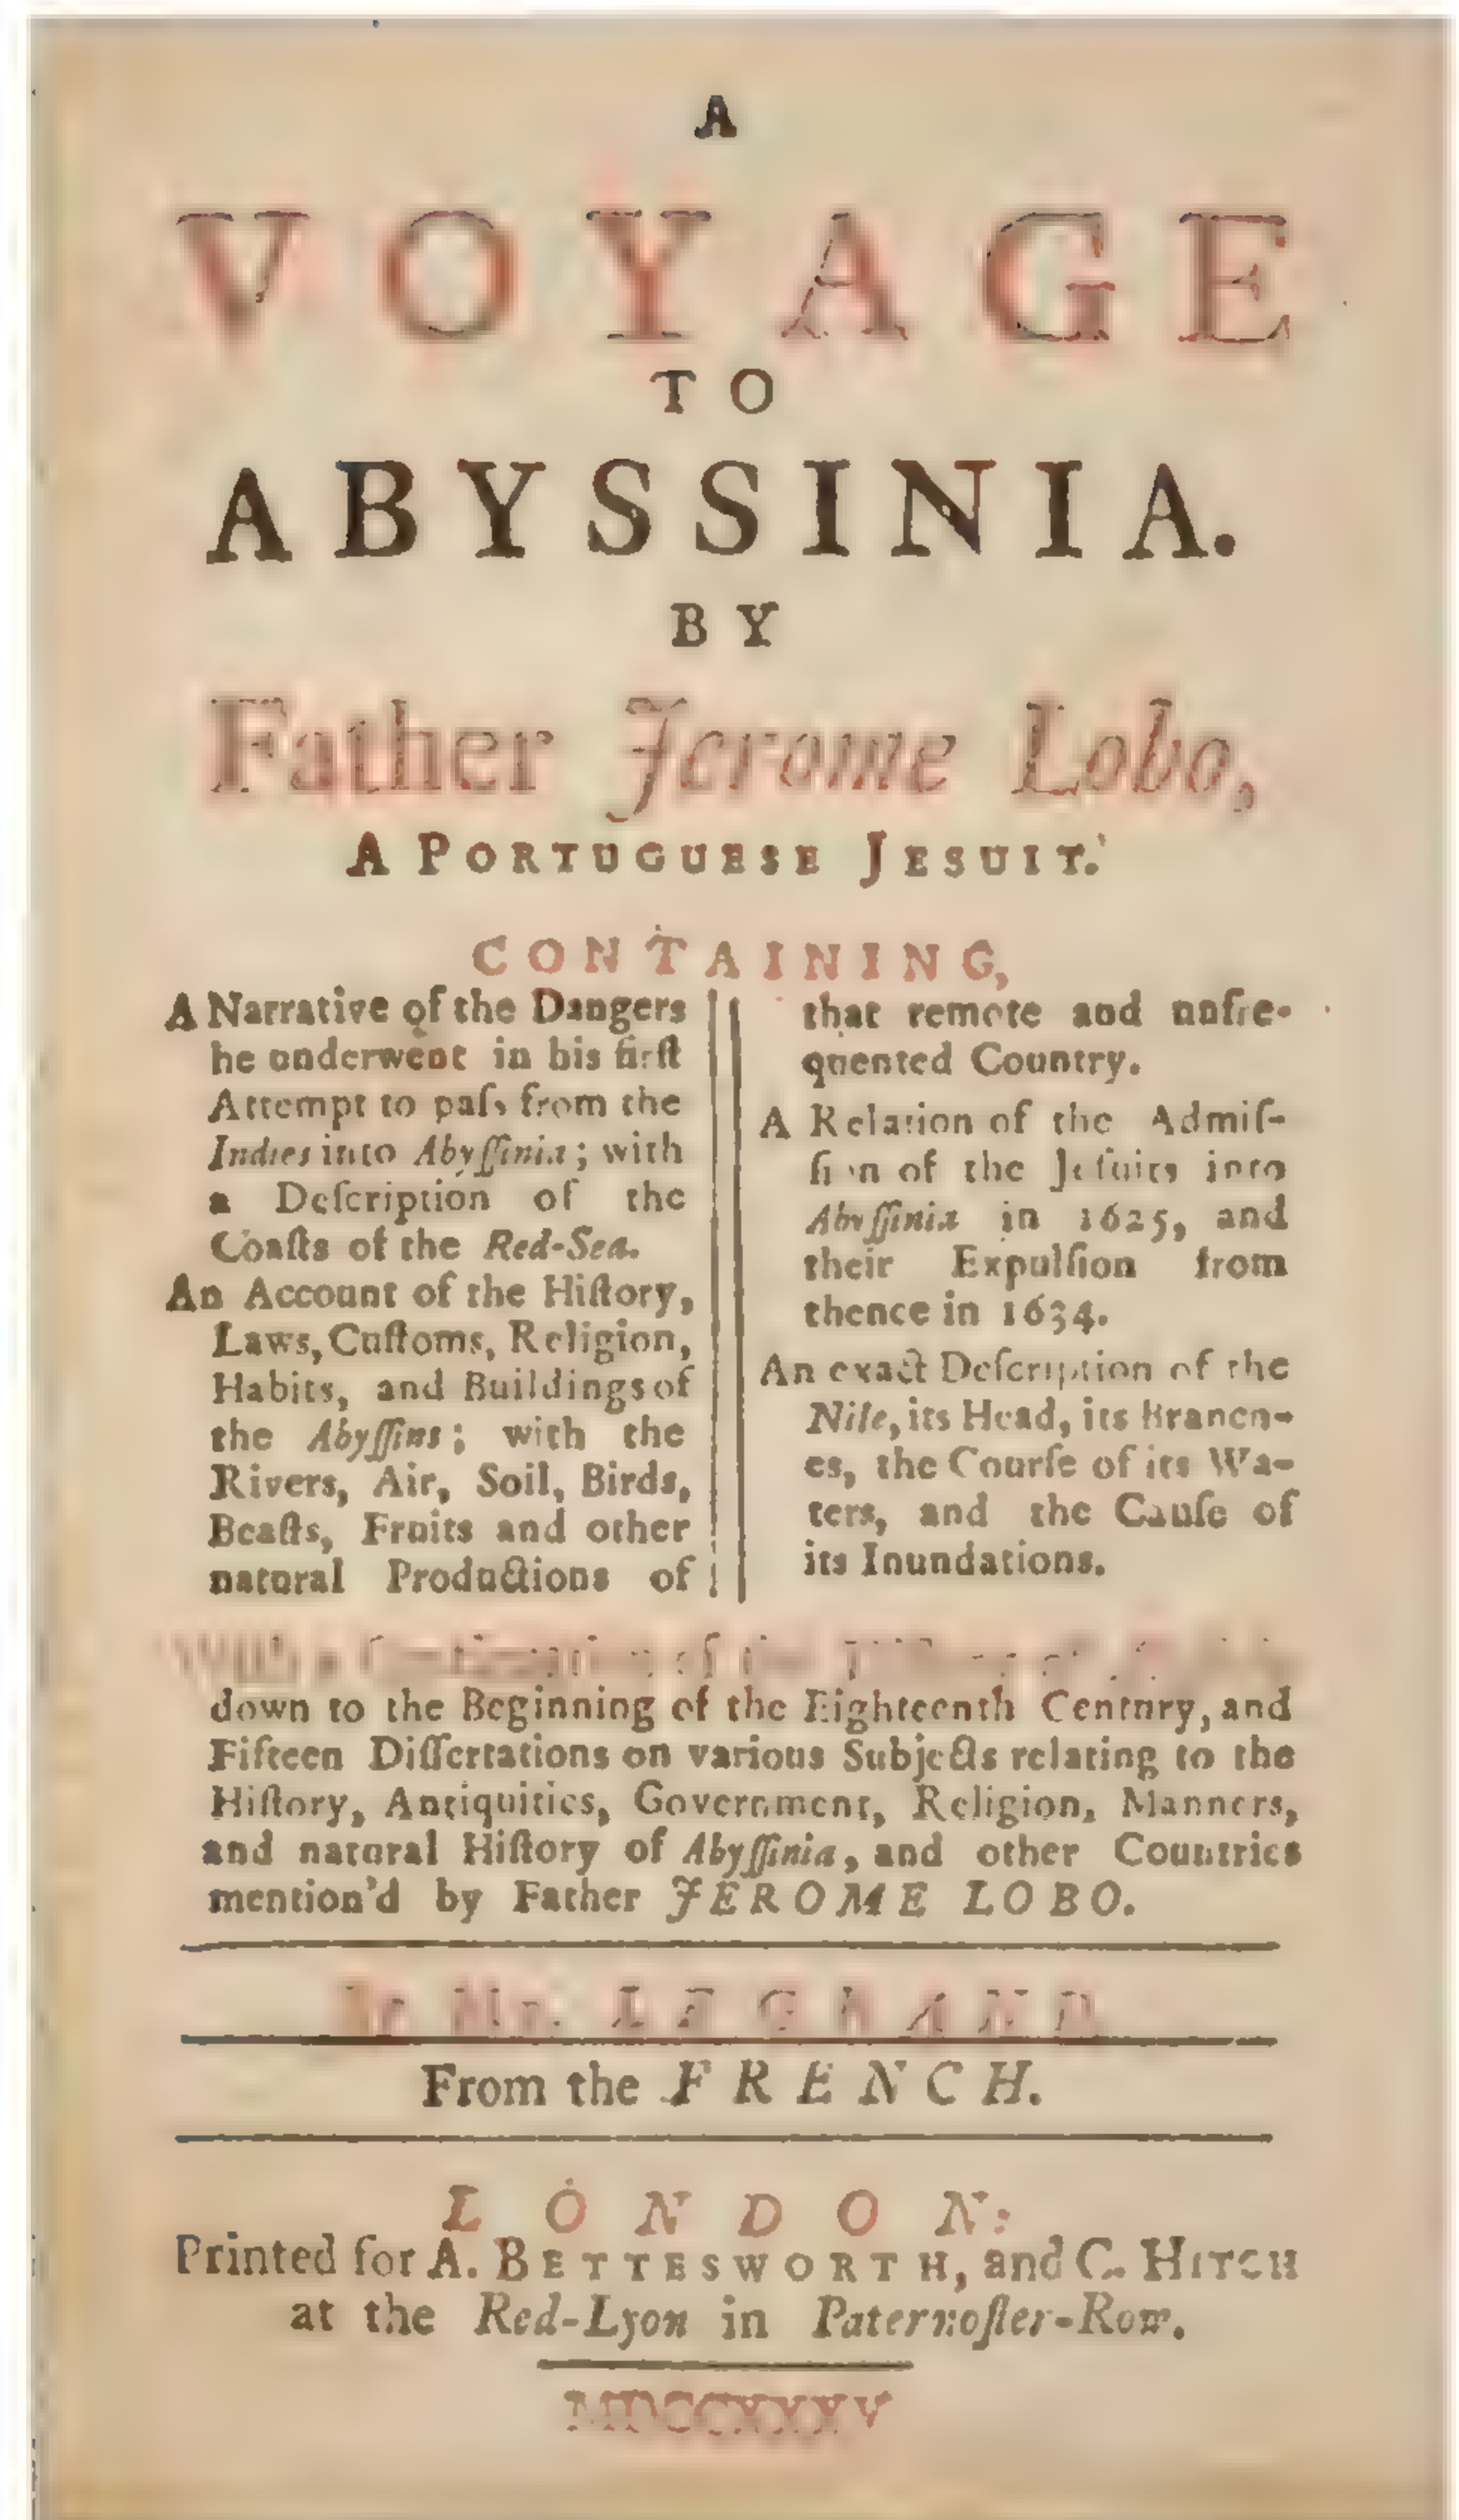 A
VOYAGE
TO
ABYSSINIA.
BY
Father Jerome Lobo,
A PORTUGUESE JESUIT.
CONTAINING,
A Narrative of the Dangers
he underwent in his firſt
Attempt to paſs from the
Indies into Abyſſinia; with
a Deſcription of the
Coaſts of the Red-Sea.
An Account of the Hiſtory,
Laws, Cuſtoms, Religion,
Habits, and Buildings of
the Abyſſins; with the
Rivers, Air, Soil, Birds,
Beaſts, Fruits and other
natural Productions of
that remote and unfre-
quented Country.
A Relation of the Admiſ-
ſion of the Jeſuits into
Abyſſinia in 1625, and
their Expulſion from
thence in 1634.
An exact Deſcription of the
Nile, its Head, its Branch-
es, the Courſe of its Wa-
ters, and the Cauſe of
its Inundations.
With a Continuation of the
down to the Beginning of the Eighteenth Century, and
Fifteen Diſſertations on various Subjects relating to the
Hiſtory, Antiquities, Government, Religion, Manners,
and natural Hiſtory of Abyſſinia, and other Countries
mention'd by Father JEROME LOBO.
By Mr. LEGRAND.
From the FRENCH.
LONDON:
Printed for A. BETTESWORTH, and C. HITCH
at the Red-Lyon in Paternoſter-Row.
MDCCXXXV